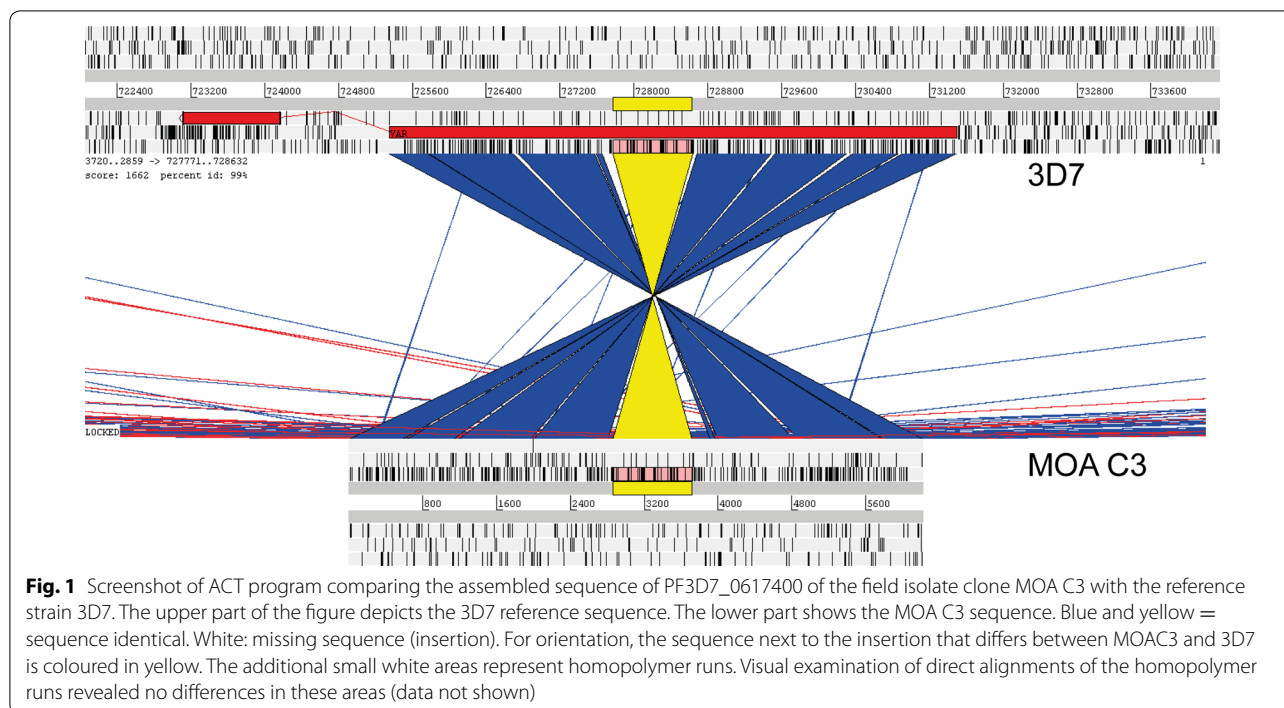 722400 723200 724000 724800 725600 726400 727200 728000 728800 729600 730400 731200 732000 732800 733600
VAR
3720..2859 -> 727771..728632 1
score: 1662 percent id: 99%
3D7
LOCKED
MOA C3
800 1600 2400 3200 4000 4800 5600
Fig. 1 Screenshot of ACT program comparing the assembled sequence of PF3D7_0617400 of the field isolate clone MOA C3 with the reference
strain 3D7. The upper part of the figure depicts the 3D7 reference sequence. The lower part shows the MOA C3 sequence. Blue and yellow =
sequence identical. White: missing sequence (insertion). For orientation, the sequence next to the insertion that differs between MOAC3 and 3D7
is coloured in yellow. The additional small white areas represent homopolymer runs. Visual examination of direct alignments of the homopolymer
runs revealed no differences in these areas (data not shown)